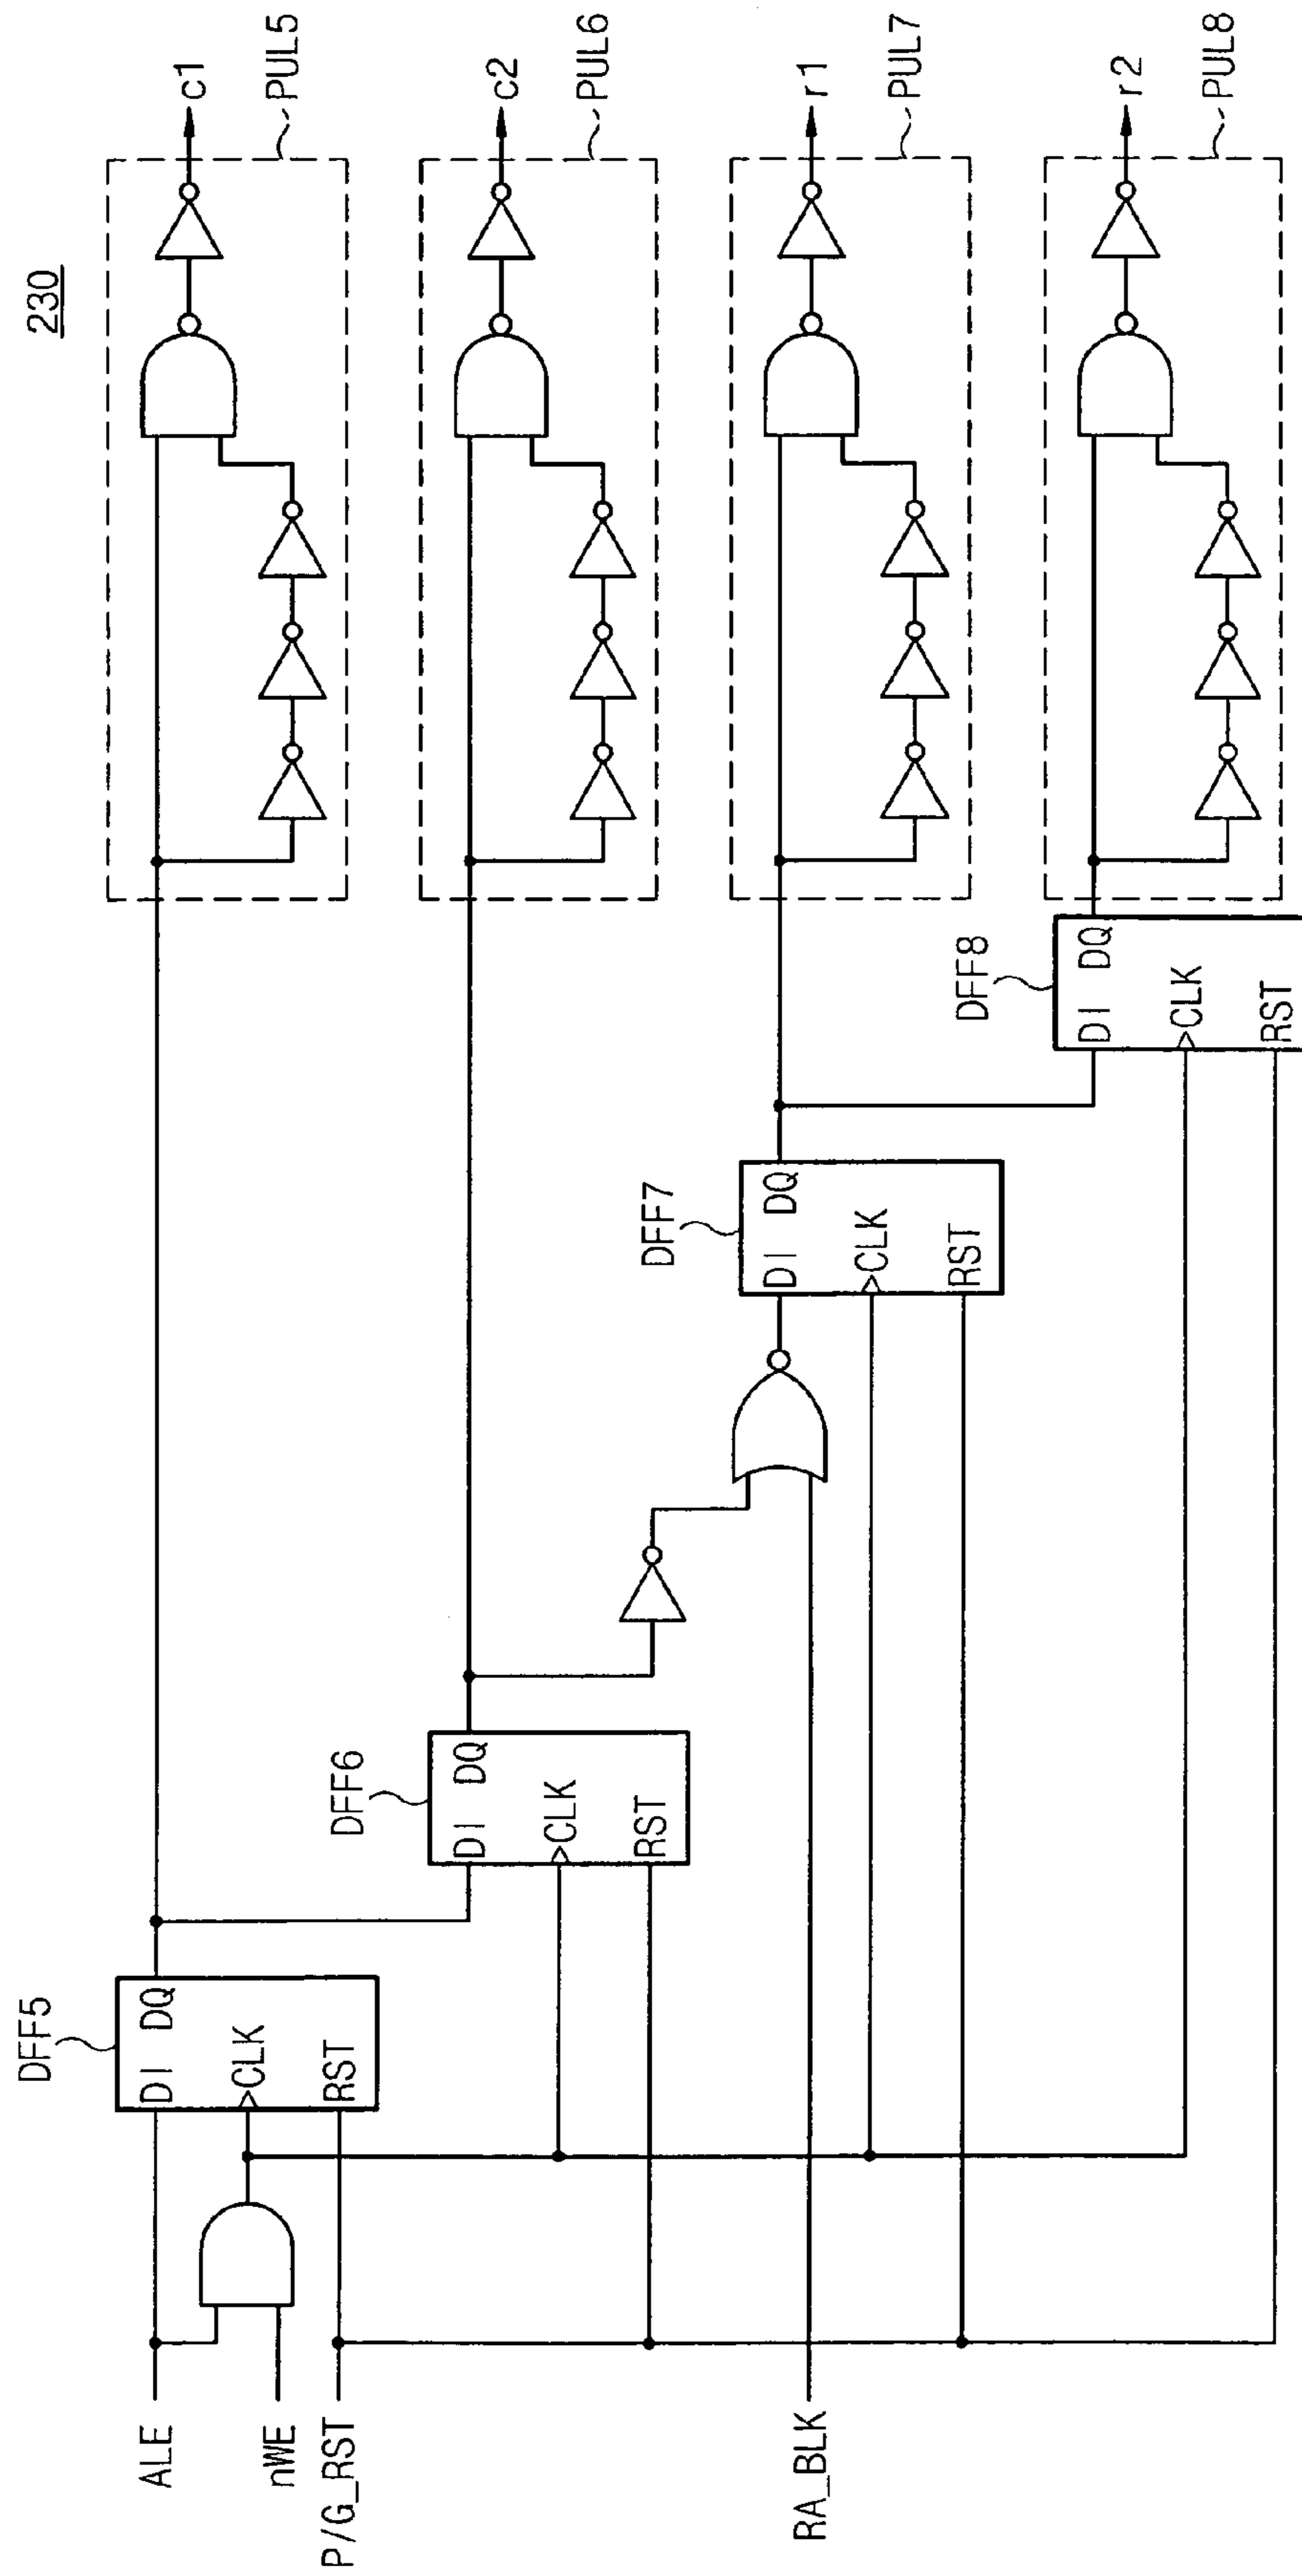 230
ALE
nWE
P/G_RST
RA_BLK
DFF5
DI DQ
CLK
RST
DFF6
DI DQ
CLK
RST
DFF7
DI DQ
CLK
RST
DFF8
DI DQ
CLK
RST
c1
PUL5
c2
PUL6
r1
PUL7
r2
PUL8